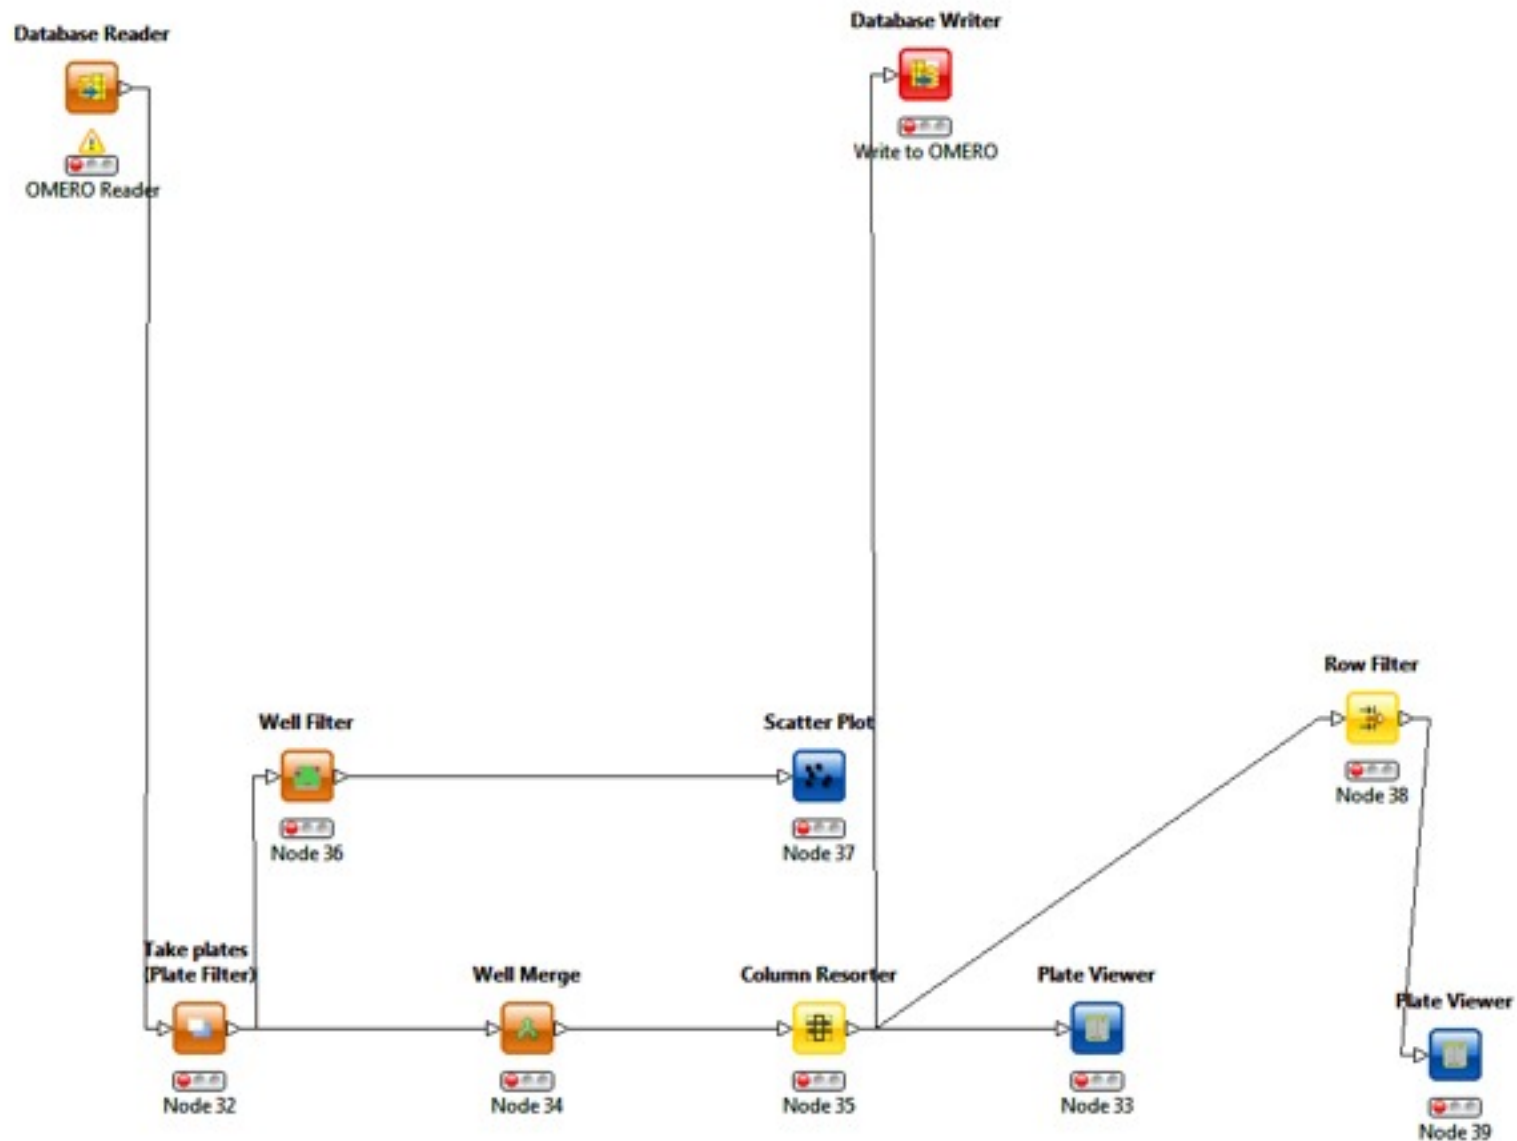 Database Reader
OMERO Reader
Database Writer
Write to OMERO
Row Filter
Node 38
Well Filter
Node 36
Scatter Plot
Node 37
Take plates
(Plate Filter)
Node 32
Well Merge
Node 34
Column Resorter
Node 35
Plate Viewer
Node 33
Plate Viewer
Node 39